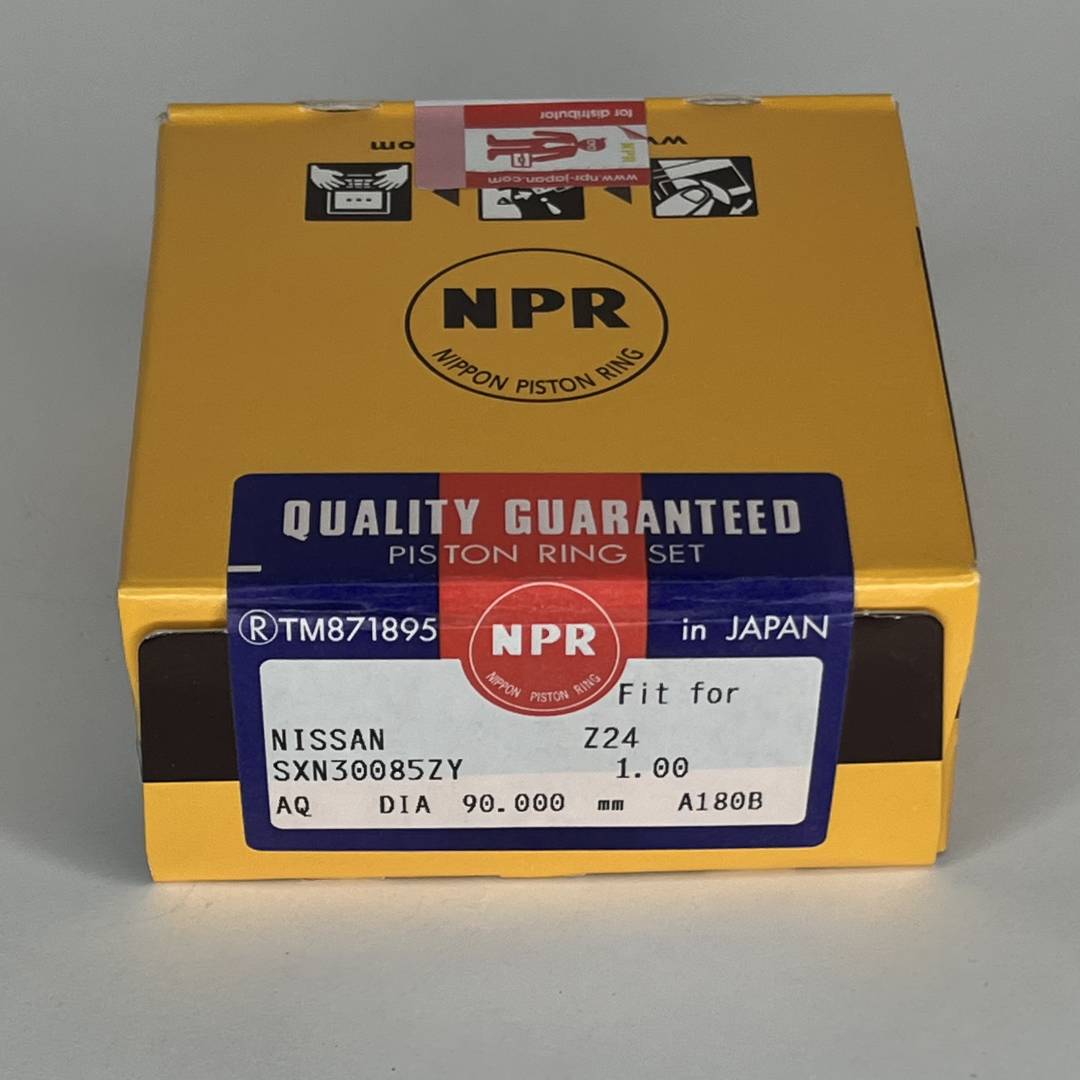 for distributor
NPR
www.npr-japan.com
NPR
NIPPON PISTON RING
QUALITY GUARANTEED
PISTON RING SET
®TM871895
NPR
NIPPON PISTON RING
in JAPAN
Fit for
NISSAN Z24
SXN30085ZY 1.00
AQ DIA 90.000 mm A180B